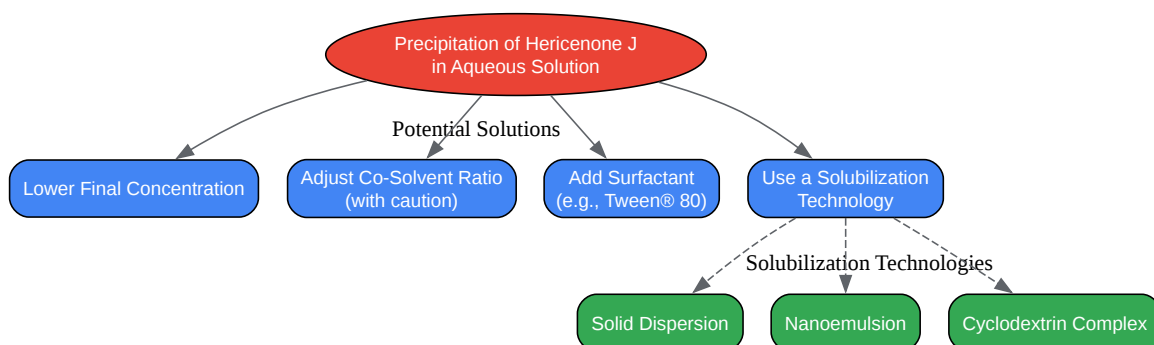 Precipitation of Hericenone J
in Aqueous Solution
Potential Solutions
Lower Final Concentration
Adjust Co-Solvent Ratio
(with caution)
Add Surfactant
(e.g., Tween® 80)
Use a Solubilization
Technology
Solubilization Technologies
Solid Dispersion
Nanoemulsion
Cyclodextrin Complex